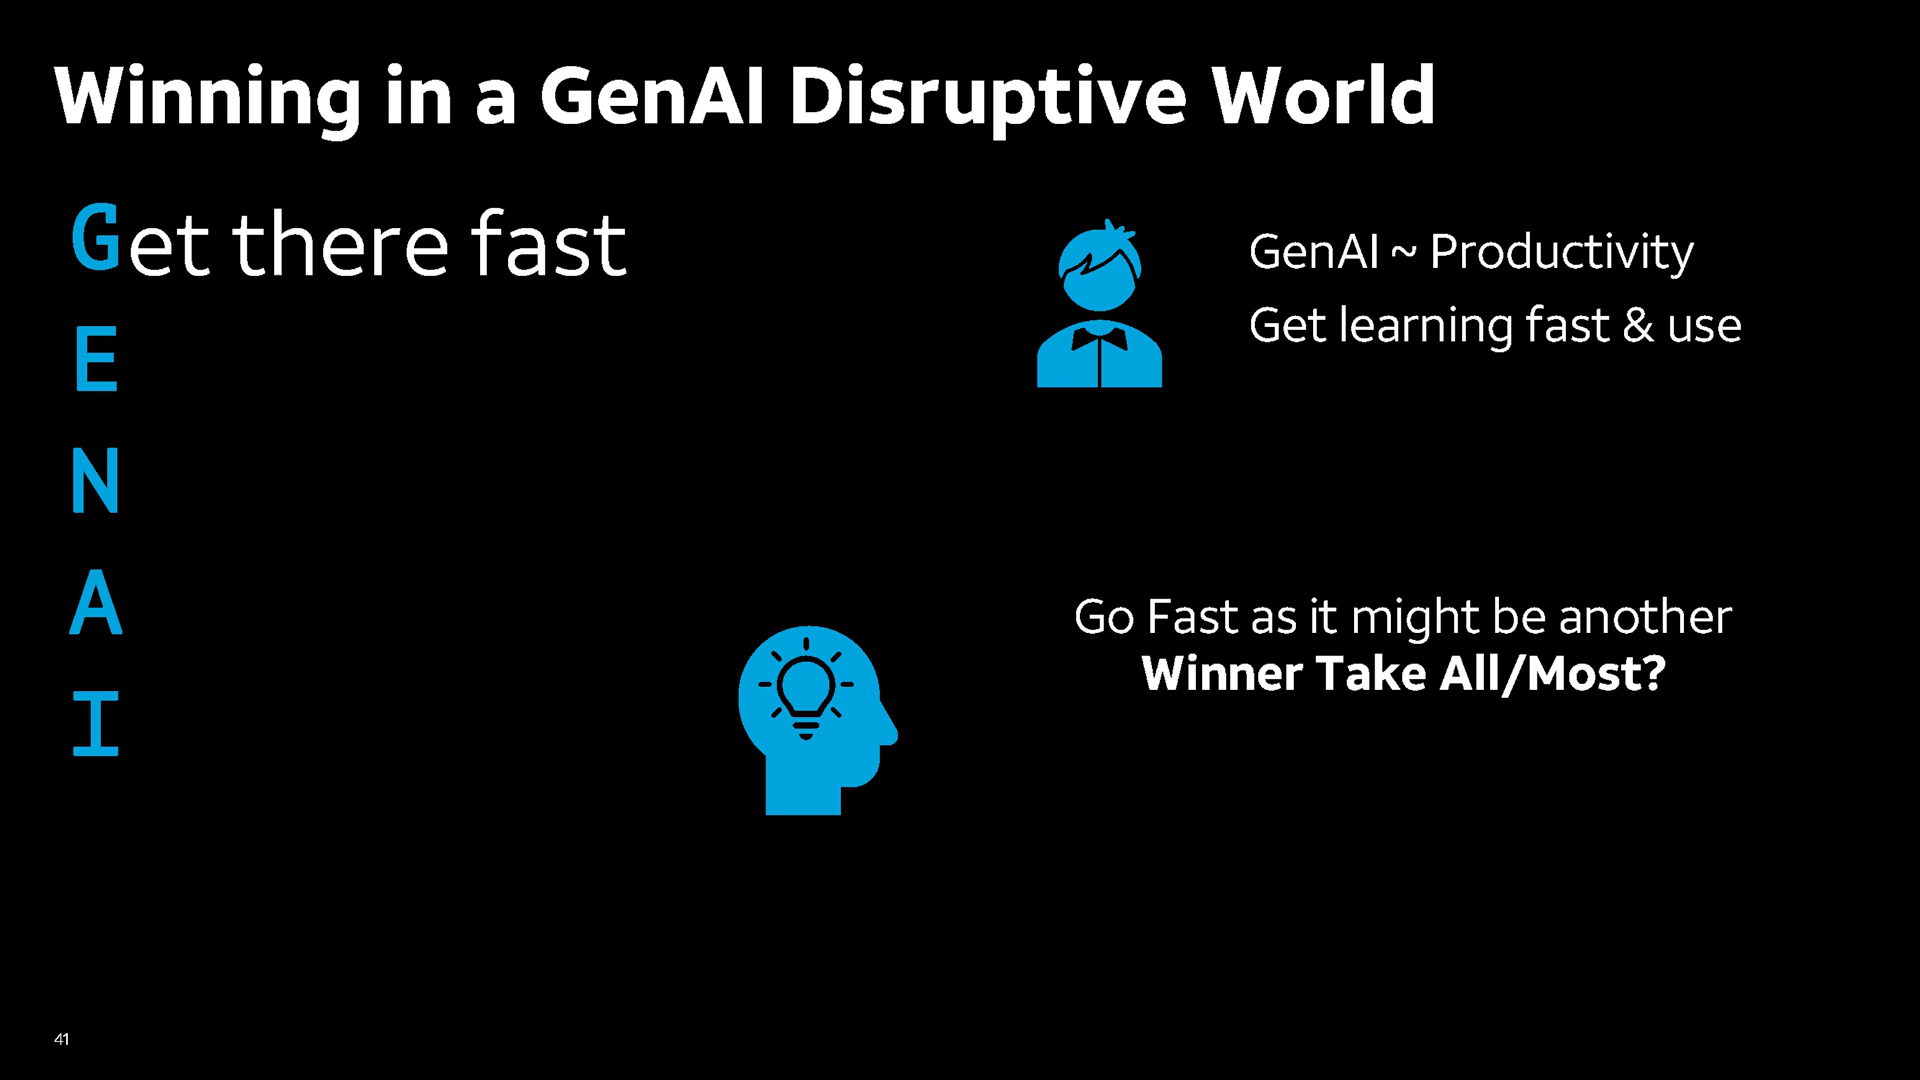 Winning in a GenAI Disruptive World
Get there fast
E
N
A
I
GenAI ~ Productivity
Get learning fast & use
Go Fast as it might be another
Winner Take All/Most?
41